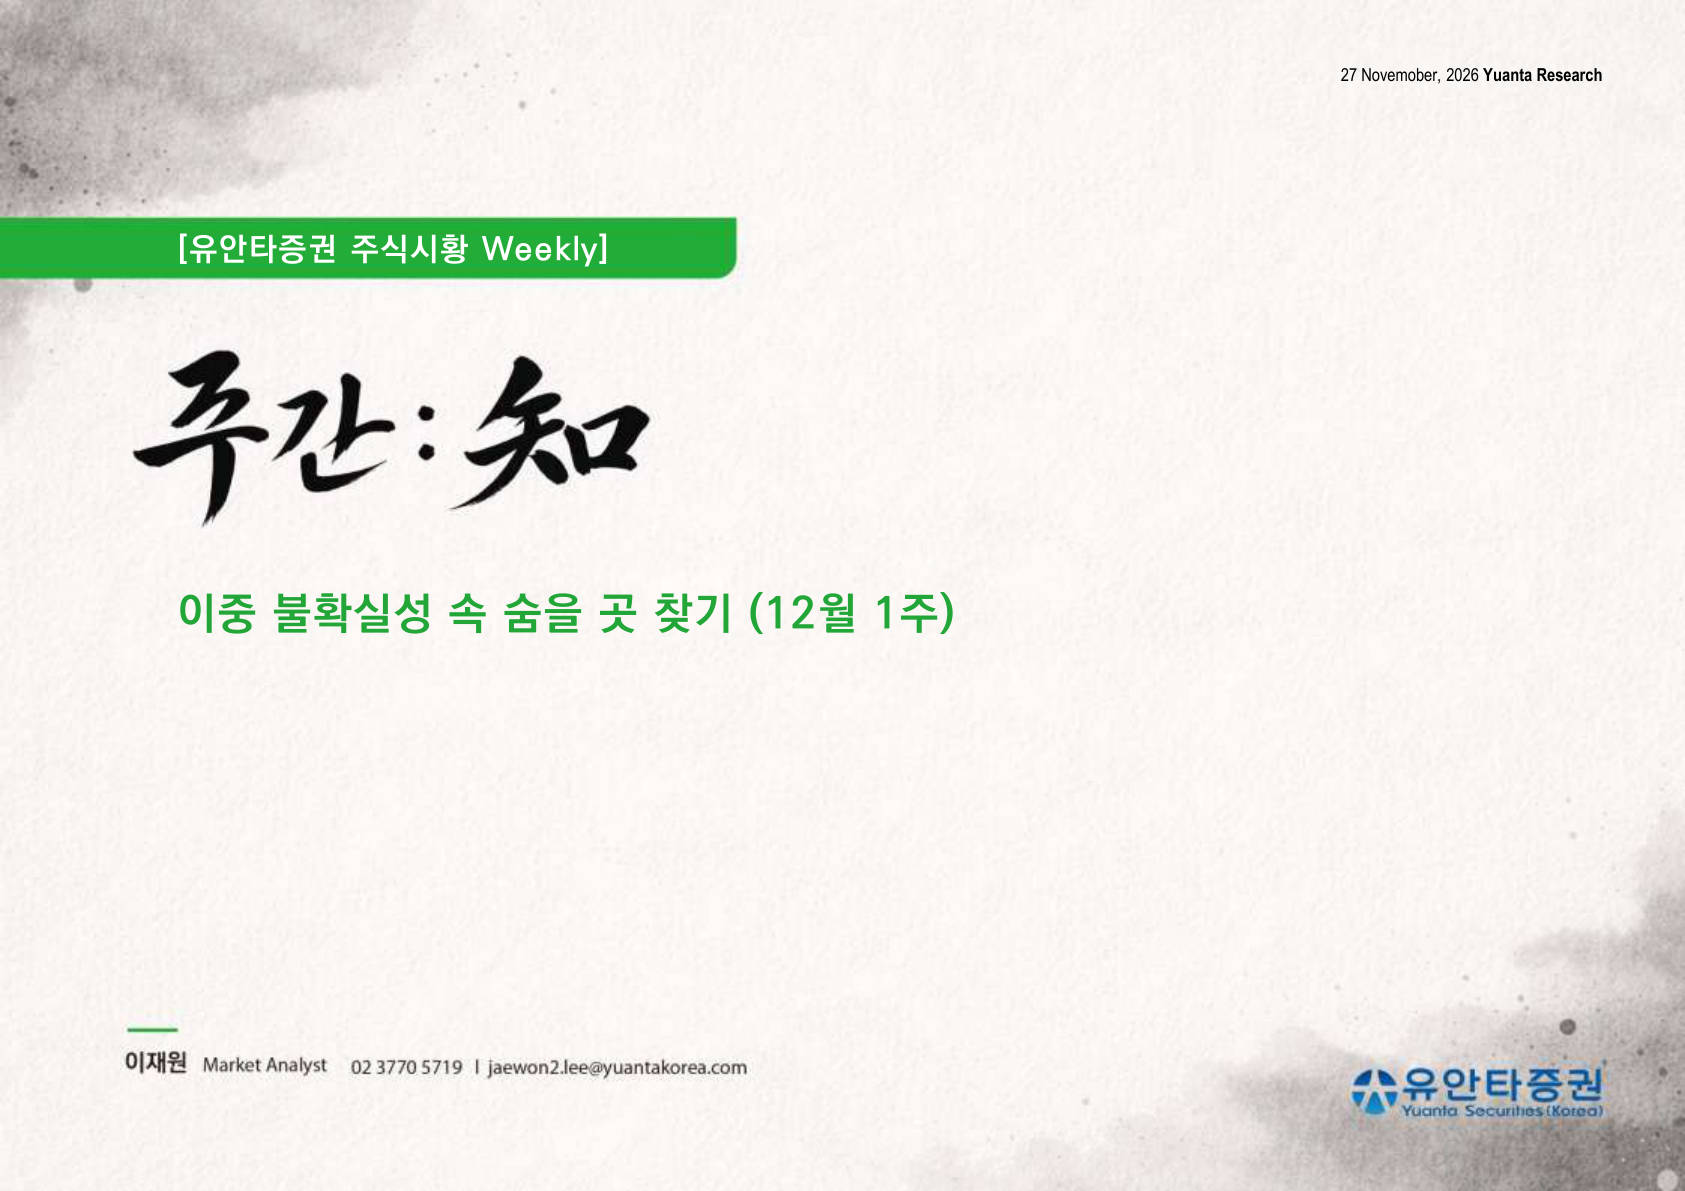 27 Novemober, 2026 Yuanta Research
[유안타증권 주식시황 Weekly]
주간:知
이중 불확실성 속 숨을 곳 찾기 (12월 1주)
이재원 Market Analyst 02 3770 5719 l jaewon2.lee@yuantakorea.com
유안타증권
Yuanta Securities (Korea)